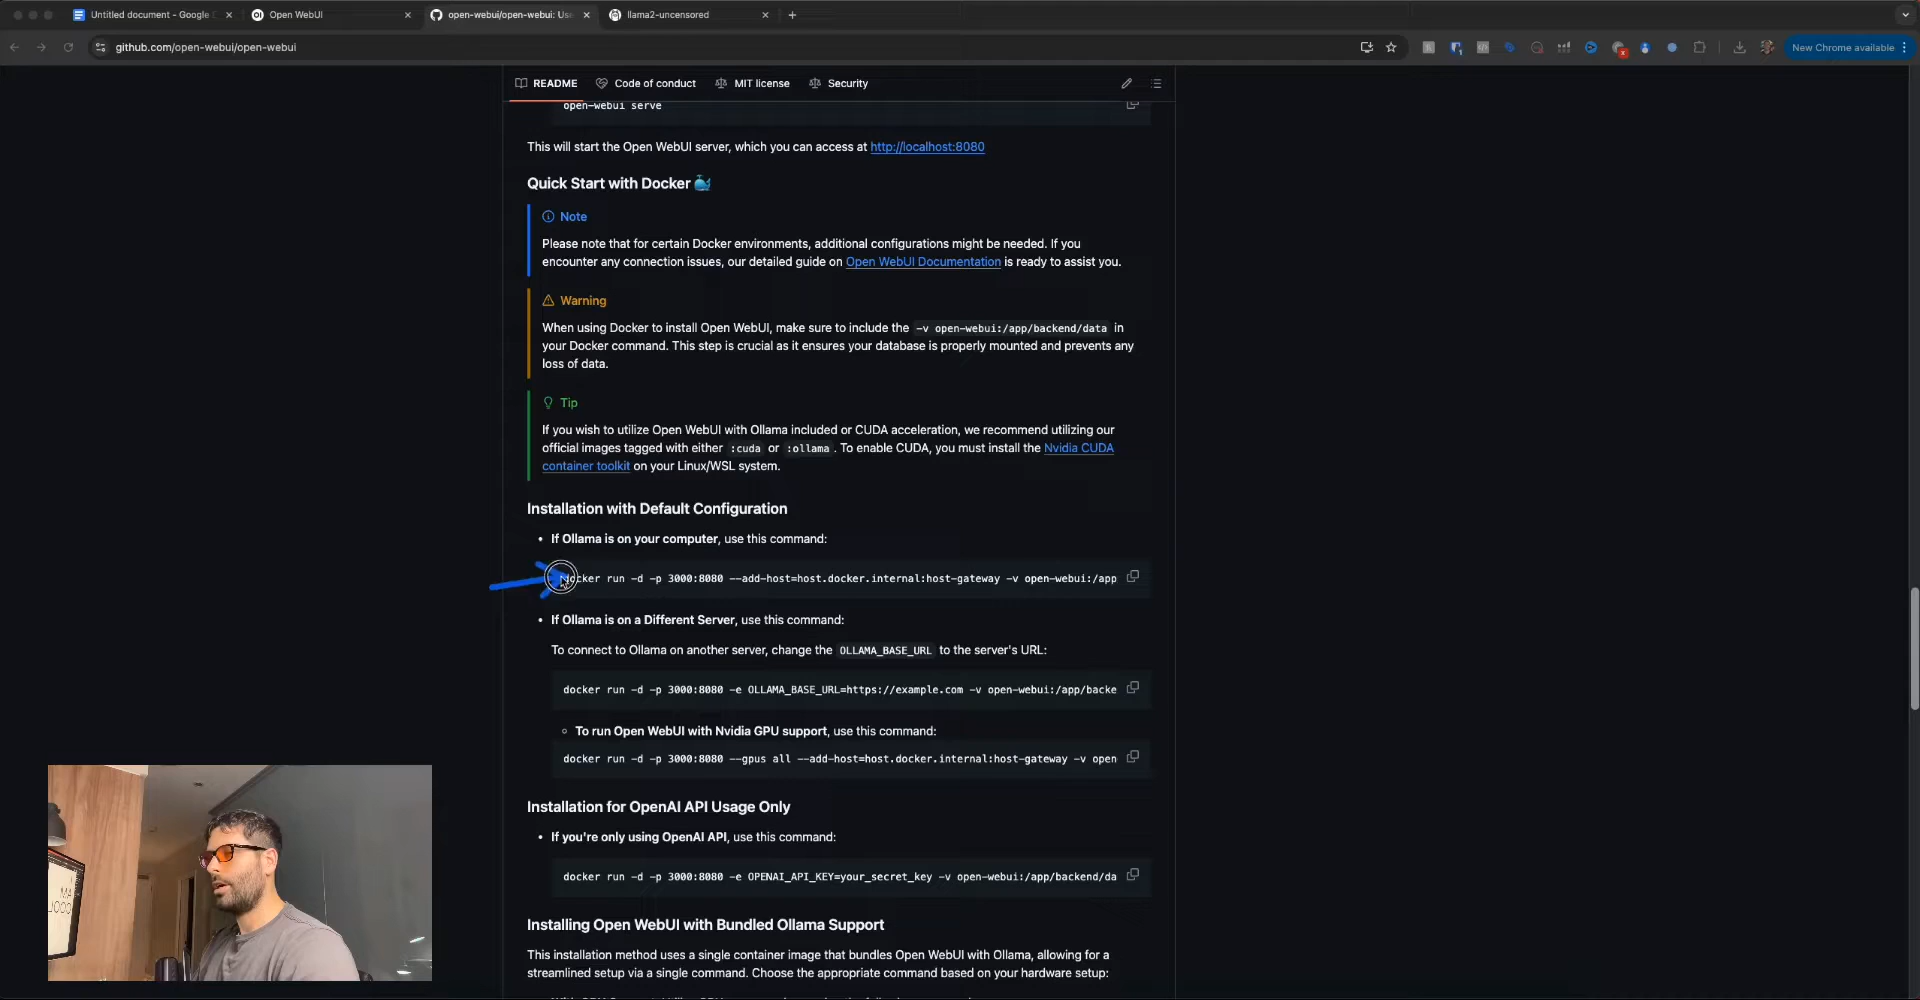 Untitled document - Google
Open WebUI
open-webui/open-webui: Use
llama2-uncensored
github.com/open-webui/open-webui
New Chrome available
README
Code of conduct
MIT license
Security
open-webui serve
This will start the Open WebUI server, which you can access at http://localhost:8080
Quick Start with Docker 🐳
Note
Please note that for certain Docker environments, additional configurations might be needed. If you
encounter any connection issues, our detailed guide on Open WebUI Documentation is ready to assist you.
Warning
When using Docker to install Open WebUI, make sure to include the -v open-webui:/app/backend/data in
your Docker command. This step is crucial as it ensures your database is properly mounted and prevents any
loss of data.
Tip
If you wish to utilize Open WebUI with Ollama included or CUDA acceleration, we recommend utilizing our
official images tagged with either :cuda or :ollama. To enable CUDA, you must install the Nvidia CUDA
container toolkit on your Linux/WSL system.
Installation with Default Configuration
• If Ollama is on your computer, use this command:
docker run -d -p 3000:8080 --add-host=host.docker.internal:host-gateway -v open-webui:/app
• If Ollama is on a Different Server, use this command:
To connect to Ollama on another server, change the OLLAMA_BASE_URL to the server's URL:
docker run -d -p 3000:8080 -e OLLAMA_BASE_URL=https://example.com -v open-webui:/app/backe
◦ To run Open WebUI with Nvidia GPU support, use this command:
docker run -d -p 3000:8080 --gpus all --add-host=host.docker.internal:host-gateway -v open
Installation for OpenAI API Usage Only
• If you're only using OpenAI API, use this command:
docker run -d -p 3000:8080 -e OPENAI_API_KEY=your_secret_key -v open-webui:/app/backend/da
Installing Open WebUI with Bundled Ollama Support
This installation method uses a single container image that bundles Open WebUI with Ollama, allowing for a
streamlined setup via a single command. Choose the appropriate command based on your hardware setup: